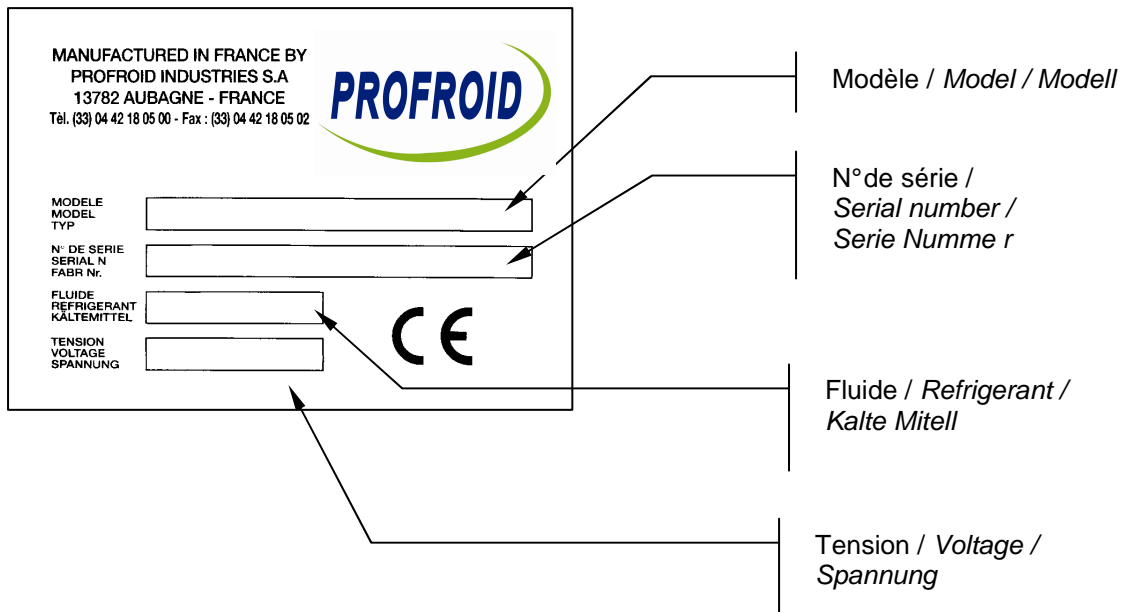 MANUFACTURED IN FRANCE BY
PROFROID INDUSTRIES S.A
13782 AUBAGNE - FRANCE
Tèl. (33) 04 42 18 05 00 - Fax : (33) 04 42 18 05 02
PROFROID
MODELE
MODEL
TYP
N° DE SERIE
SERIAL N
FABR Nr.
FLUIDE
REFRIGERANT
KÄLTEMITTEL
TENSION
VOLTAGE
SPANNUNG
CE
Modèle / Model / Modell
N°de série /
Serial number /
Serie Numme r
Fluide / Refrigerant /
Kalte Mitell
Tension / Voltage /
Spannung